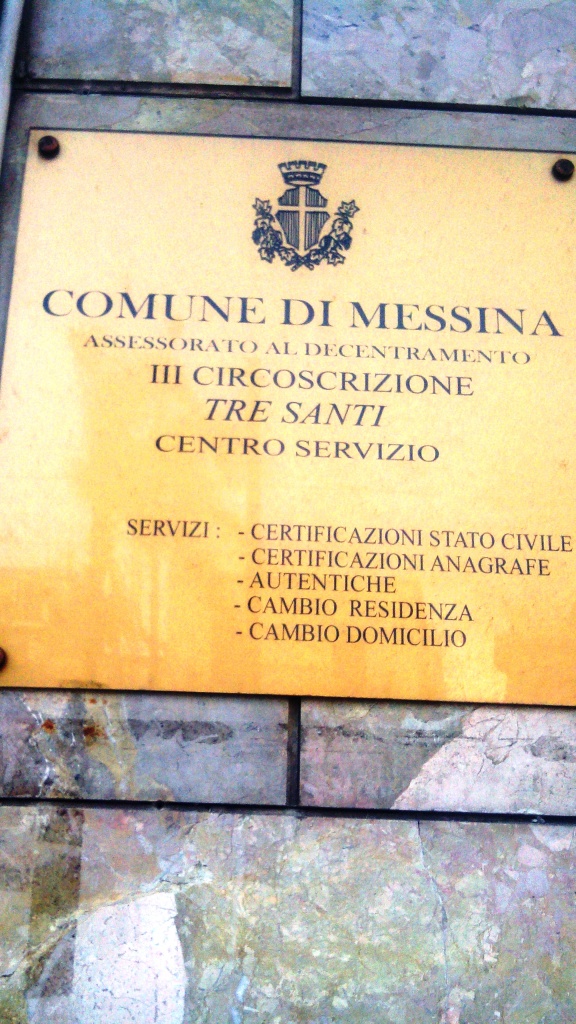 COMUNE DI MESSINA
ASSESSORATO AL DECENTRAMENTO
III CIRCOSCRIZIONE
TRE SANTI
CENTRO SERVIZIO
SERVIZI : - CERTIFICAZIONI STATO CIVILE
- CERTIFICAZIONI ANAGRAFE
- AUTENTICHE
- CAMBIO RESIDENZA
- CAMBIO DOMICILIO